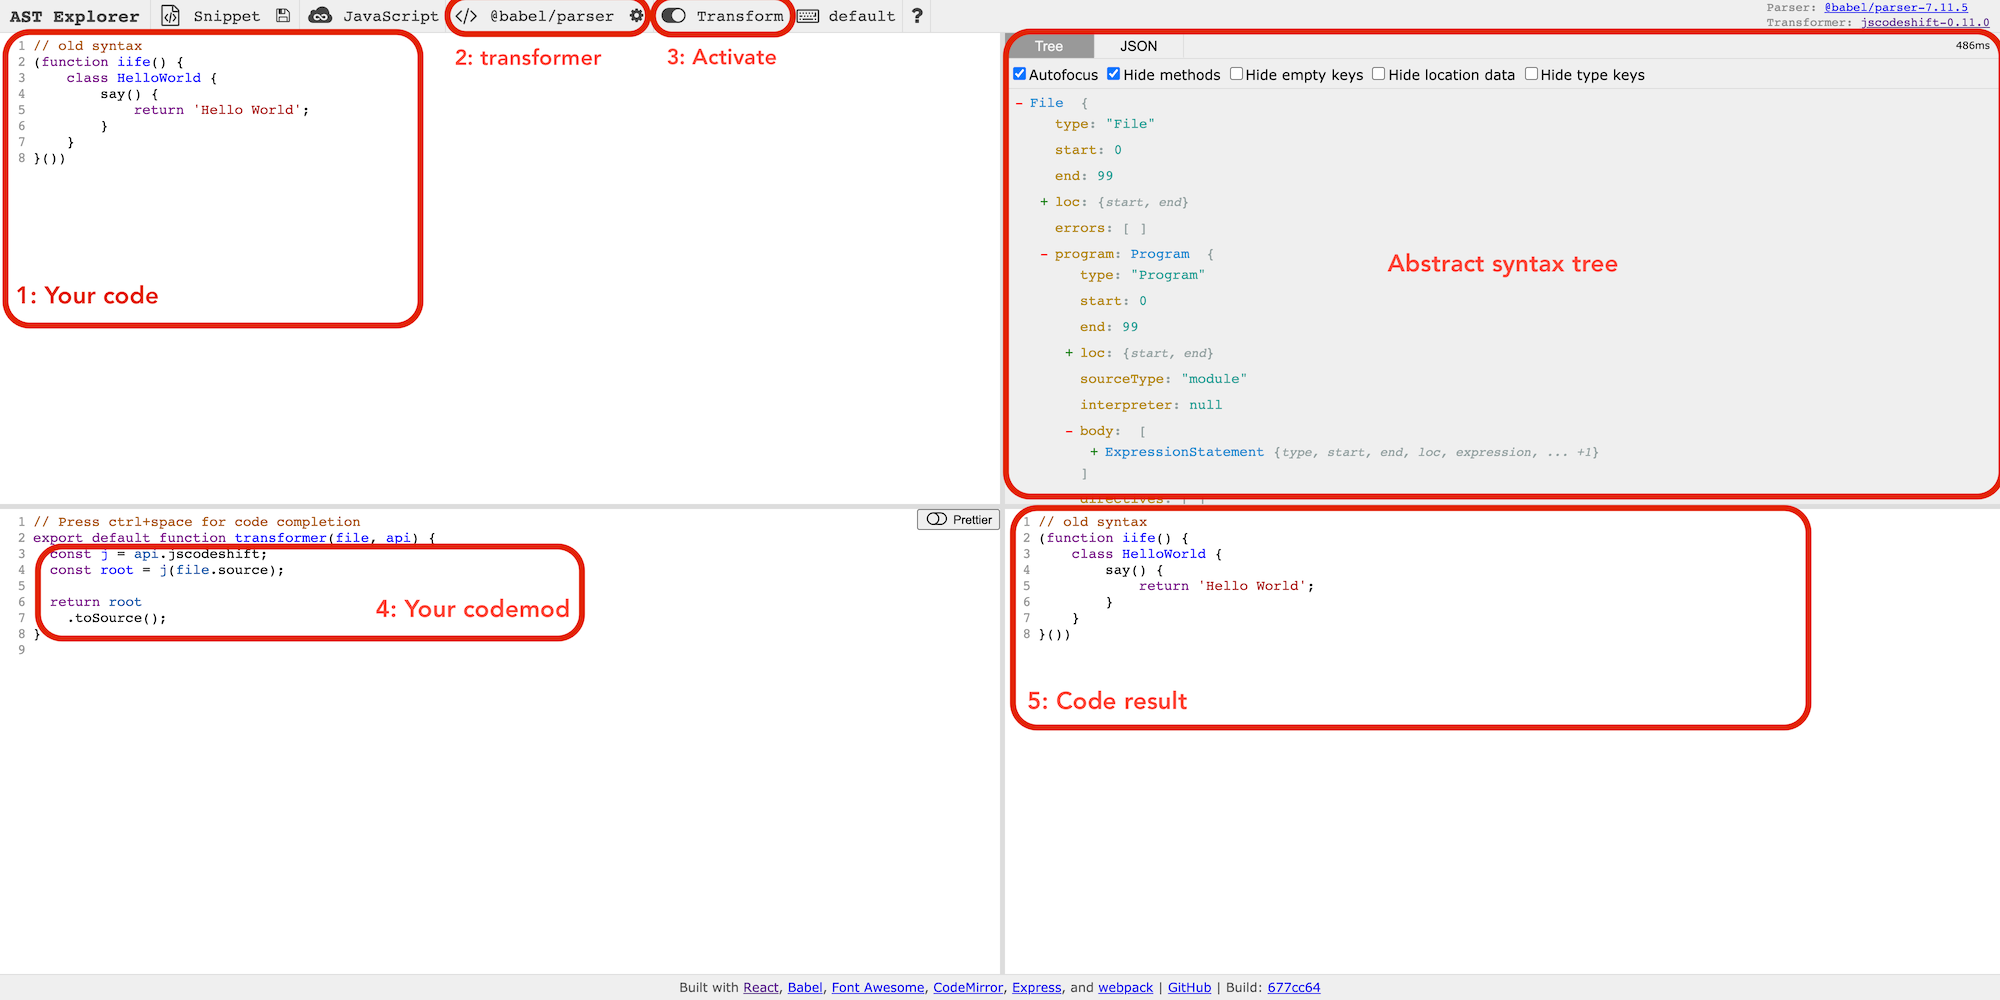 AST Explorer Snippet JavaScript </> @babel/parser Transform default ?
Parser: @babel/parser-7.11.5
Transformer: jscodeshift-0.11.0
2: transformer
3: Activate
1 // old syntax
2 (function iife() {
3 class HelloWorld {
4 say() {
5 return 'Hello World';
6 }
7 }
8 }())
1: Your code
Tree JSON 486ms
Autofocus Hide methods Hide empty keys Hide location data Hide type keys
- File {
type: "File"
start: 0
end: 99
+ loc: {start, end}
errors: [ ]
- program: Program {
type: "Program"
start: 0
end: 99
+ loc: {start, end}
sourceType: "module"
interpreter: null
- body: [
+ ExpressionStatement {type, start, end, loc, expression, ... +1}
]
directives: [ ]
Abstract syntax tree
1 // Press ctrl+space for code completion
2 export default function transformer(file, api) {
3 const j = api.jscodeshift;
4 const root = j(file.source);
5
6 return root
7 .toSource();
8 }
9
Prettier
4: Your codemod
1 // old syntax
2 (function iife() {
3 class HelloWorld {
4 say() {
5 return 'Hello World';
6 }
7 }
8 }())
5: Code result
Built with React, Babel, Font Awesome, CodeMirror, Express, and webpack | GitHub | Build: 677cc64